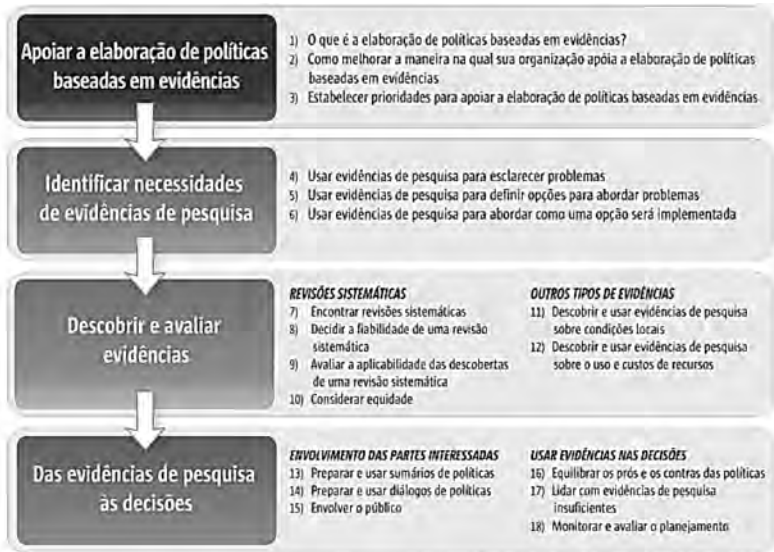 Apoiar a elaboração de políticas
baseadas em evidências
1) O que é a elaboração de políticas baseadas em evidências?
2) Como melhorar a maneira na qual sua organização apóia a elaboração de políticas
baseadas em evidências
3) Estabelecer prioridades para apoiar a elaboração de políticas baseadas em evidências
Identificar necessidades
de evidências de pesquisa
4) Usar evidências de pesquisa para esclarecer problemas
5) Usar evidências de pesquisa para definir opções para abordar problemas
6) Usar evidências de pesquisa para abordar como uma opção será implementada
Descobrir e avaliar
evidências
REVISÕES SISTEMÁTICAS
7) Encontrar revisões sistemáticas
8) Decidir a fiabilidade de uma revisão
sistemática
9) Avaliar a aplicabilidade das descobertas
de uma revisão sistemática
10) Considerar equidade
OUTROS TIPOS DE EVIDÊNCIAS
11) Descobrir e usar evidências de pesquisa
sobre condições locais
12) Descobrir e usar evidências de pesquisa
sobre o uso e custos de recursos
Das evidências de pesquisa
às decisões
ENVOLVIMENTO DAS PARTES INTERESSADAS
13) Preparar e usar sumários de políticas
14) Preparar e usar diálogos de políticas
15) Envolver o público
USAR EVIDÊNCIAS NAS DECISÕES
16) Equilibrar os prós e os contras das políticas
17) Lidar com evidências de pesquisa
insuficientes
18) Monitorar e avaliar o planejamento